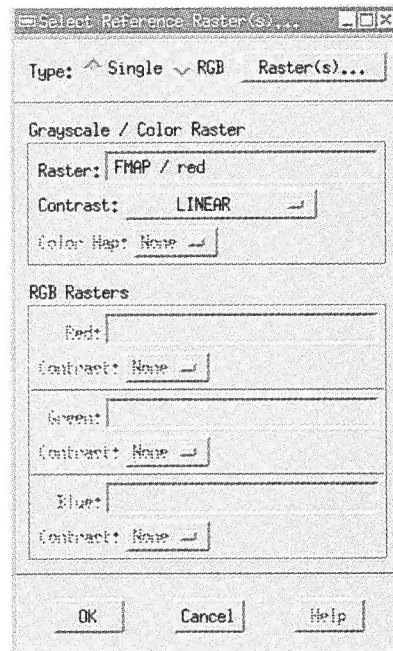 Select Reference Raster(s)...
Type: Single RGB Raster(s)...
Grayscale / Color Raster
Raster: FMAP / red
Contrast: LINEAR
Color Map: None
RGB Rasters
Red:
Contrast: None
Green:
Contrast: None
Blue:
Contrast: None
OK Cancel Help